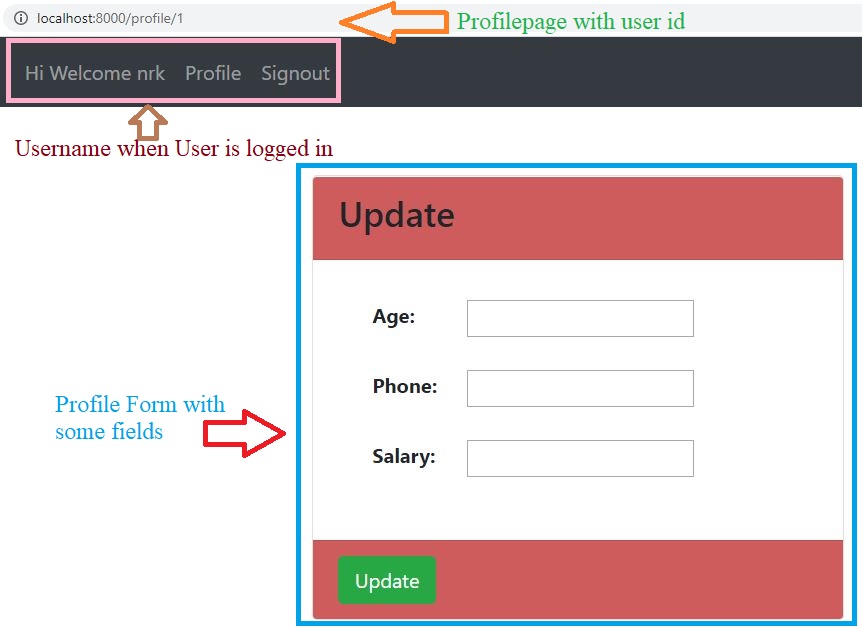 localhost:8000/profile/1
Profilepage with user id
Hi Welcome nrk Profile Signout
Username when User is logged in
Update
Age:
Phone:
Profile Form with
some fields
Salary:
Update